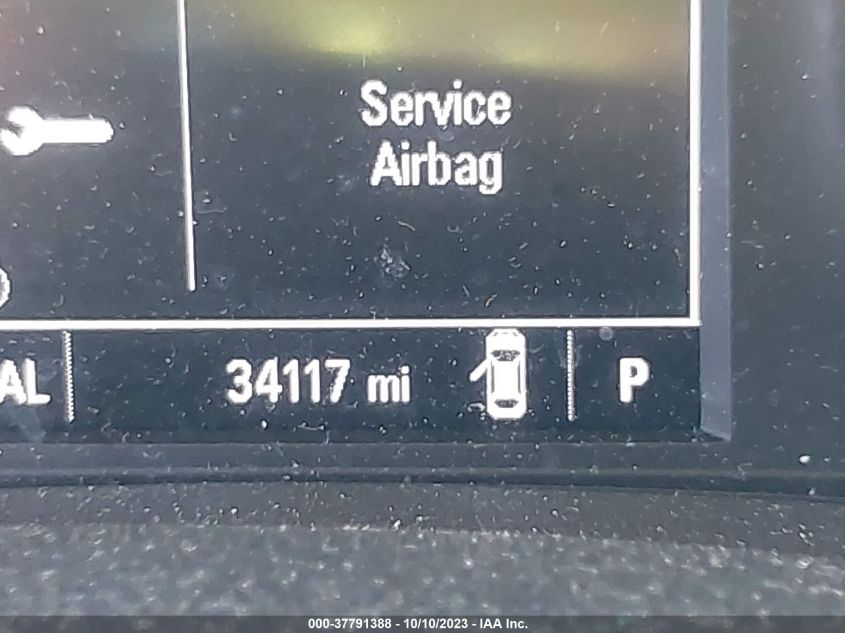 Service
Airbag
AL
34117 mi
P
000-37791388 - 10/10/2023 - IAA Inc.